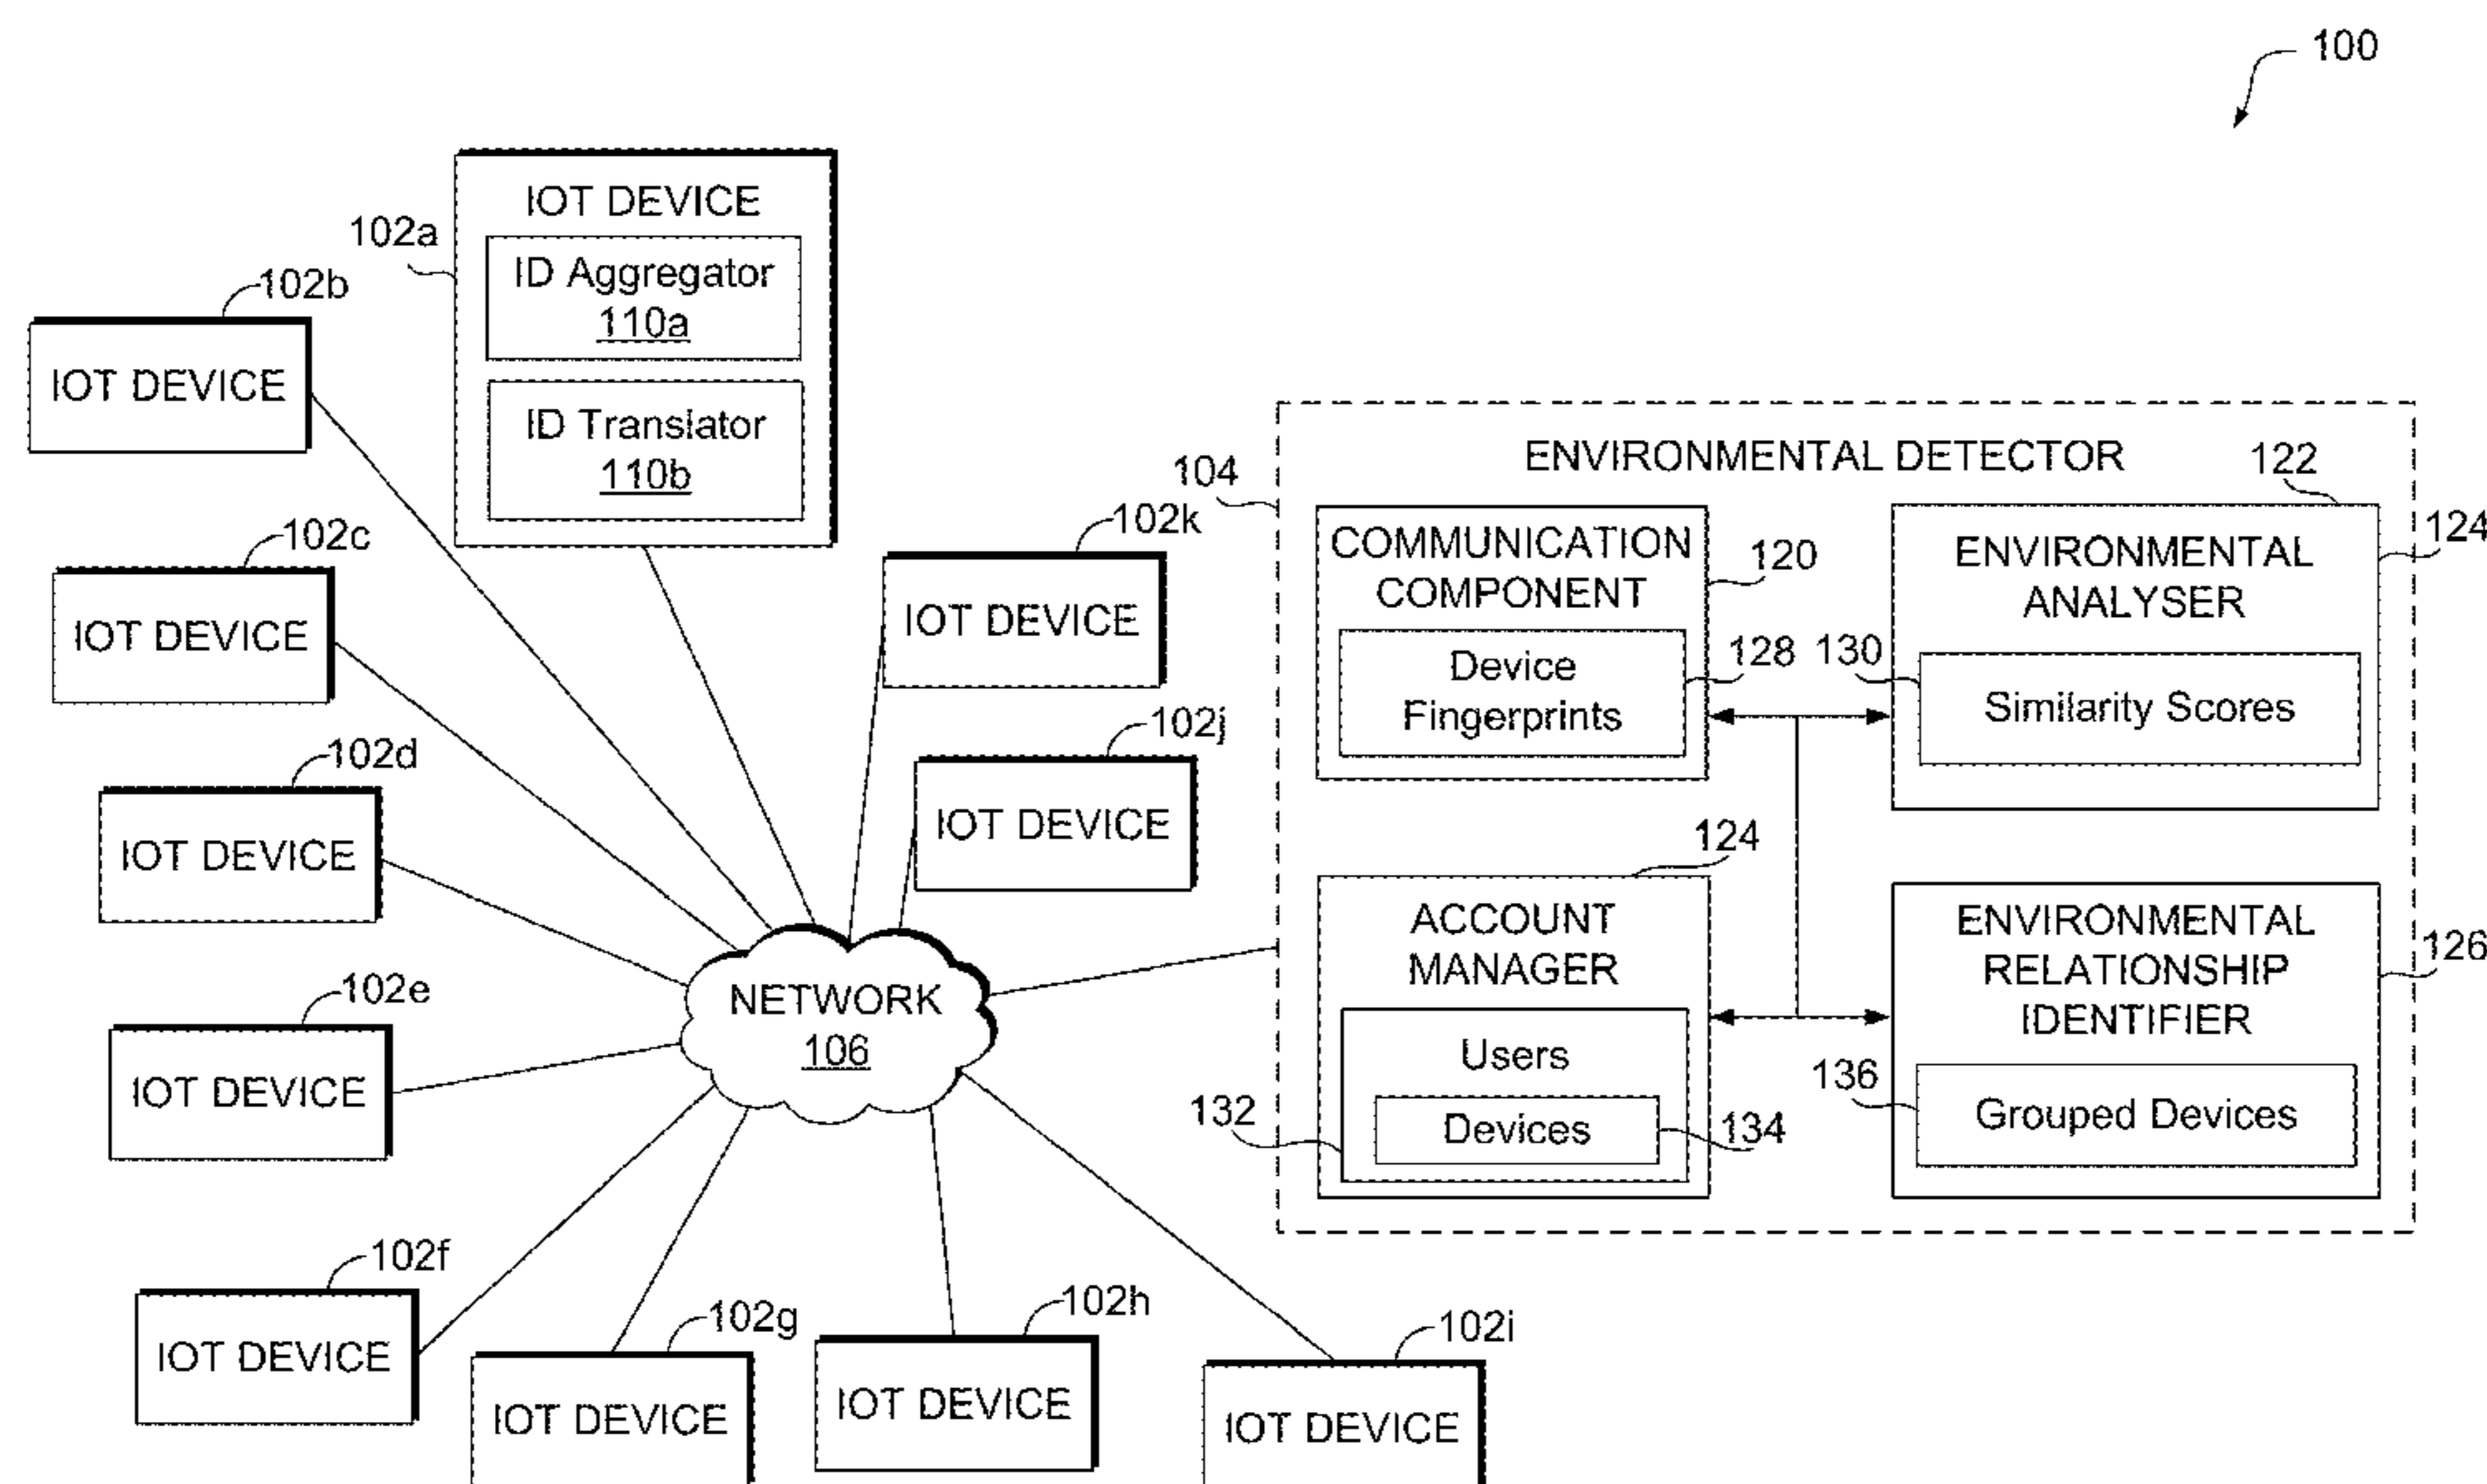 100
IOT DEVICE
102a
ID Aggregator
110a
ID Translator
110b
102b
IOT DEVICE
102c
IOT DEVICE
102d
IOT DEVICE
102e
IOT DEVICE
102f
IOT DEVICE
102g
IOT DEVICE
102h
IOT DEVICE
102i
IOT DEVICE
102j
IOT DEVICE
102k
IOT DEVICE
NETWORK
106
104
ENVIRONMENTAL DETECTOR
COMMUNICATION
COMPONENT
120
Device
Fingerprints
128
122
124
ENVIRONMENTAL
ANALYSER
130
Similarity Scores
124
ACCOUNT
MANAGER
Users
132
Devices
134
ENVIRONMENTAL
RELATIONSHIP
IDENTIFIER
126
136
Grouped Devices